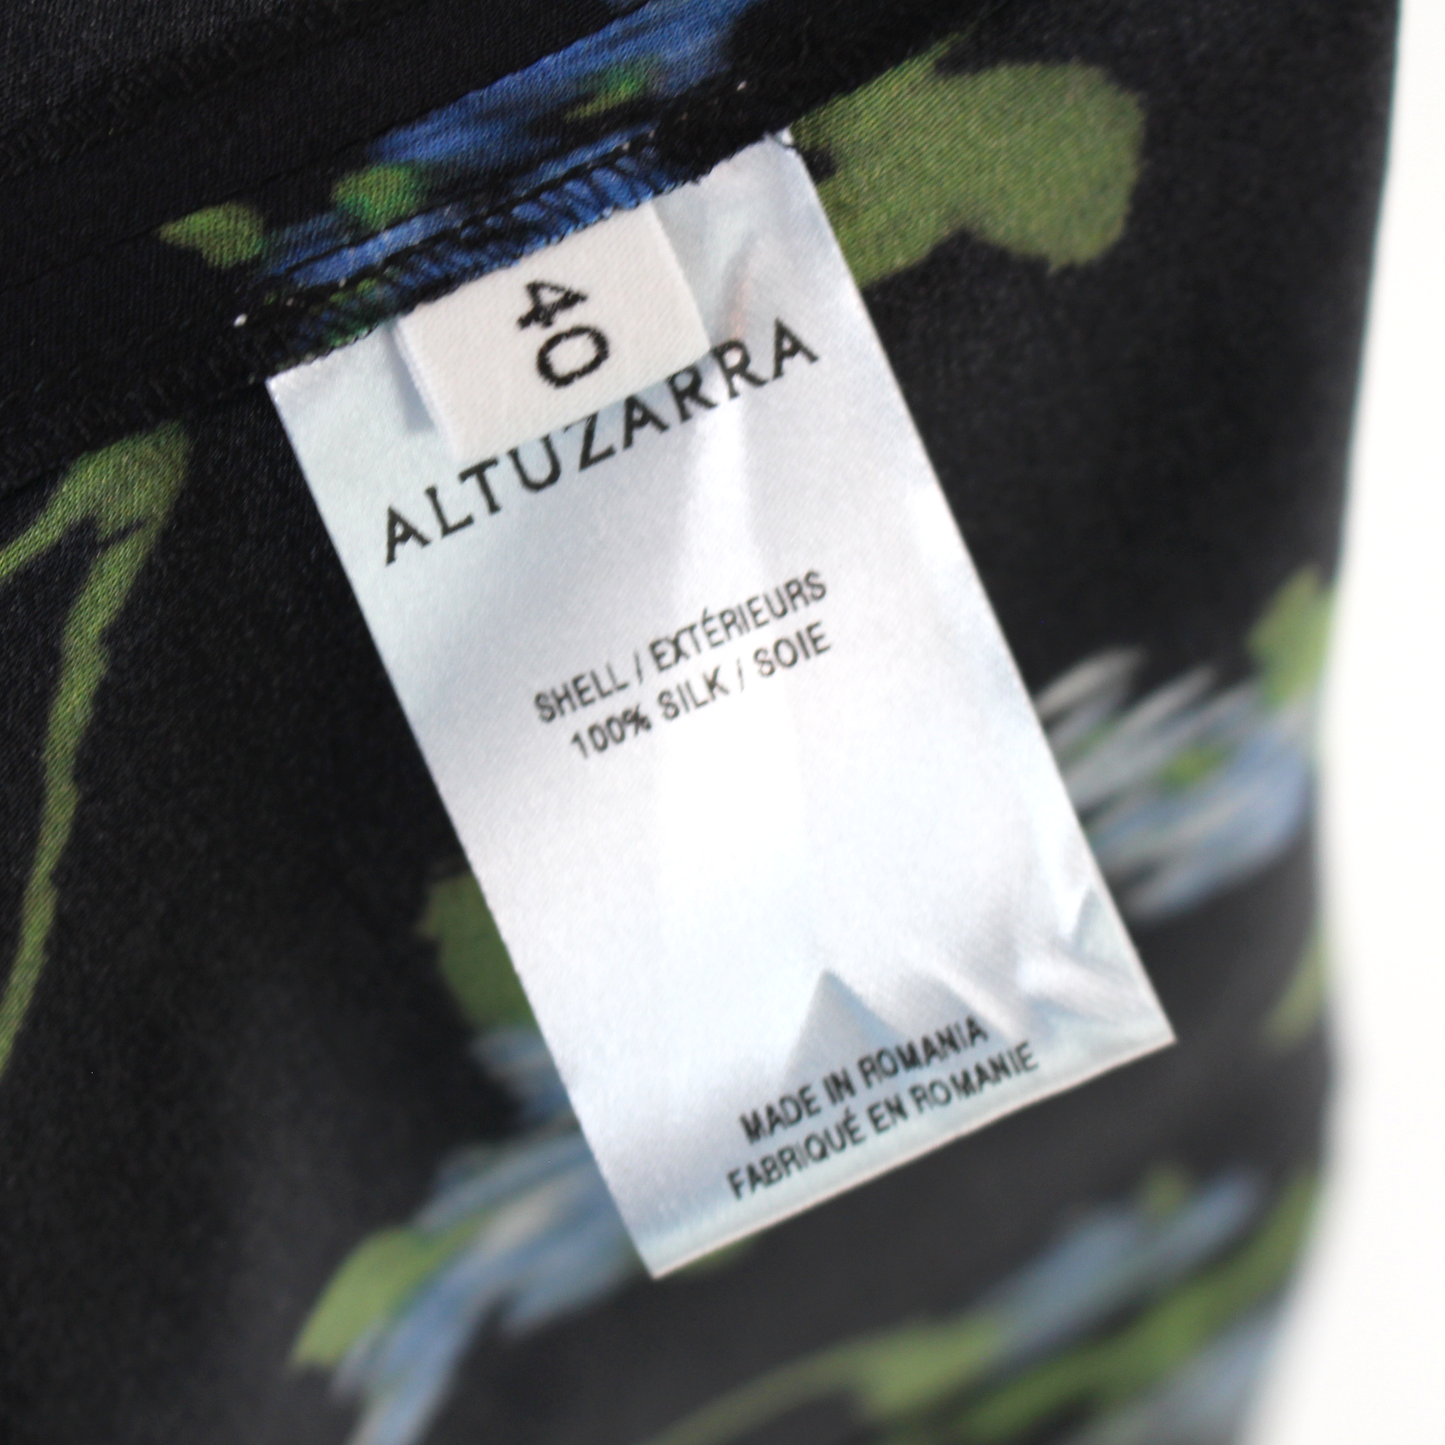 40
ALTUZARRA
SHELL / EXTÉRIEURS
100% SILK / SOIE
MADE IN ROMANIA
FABRIQUÉ EN ROMANIE